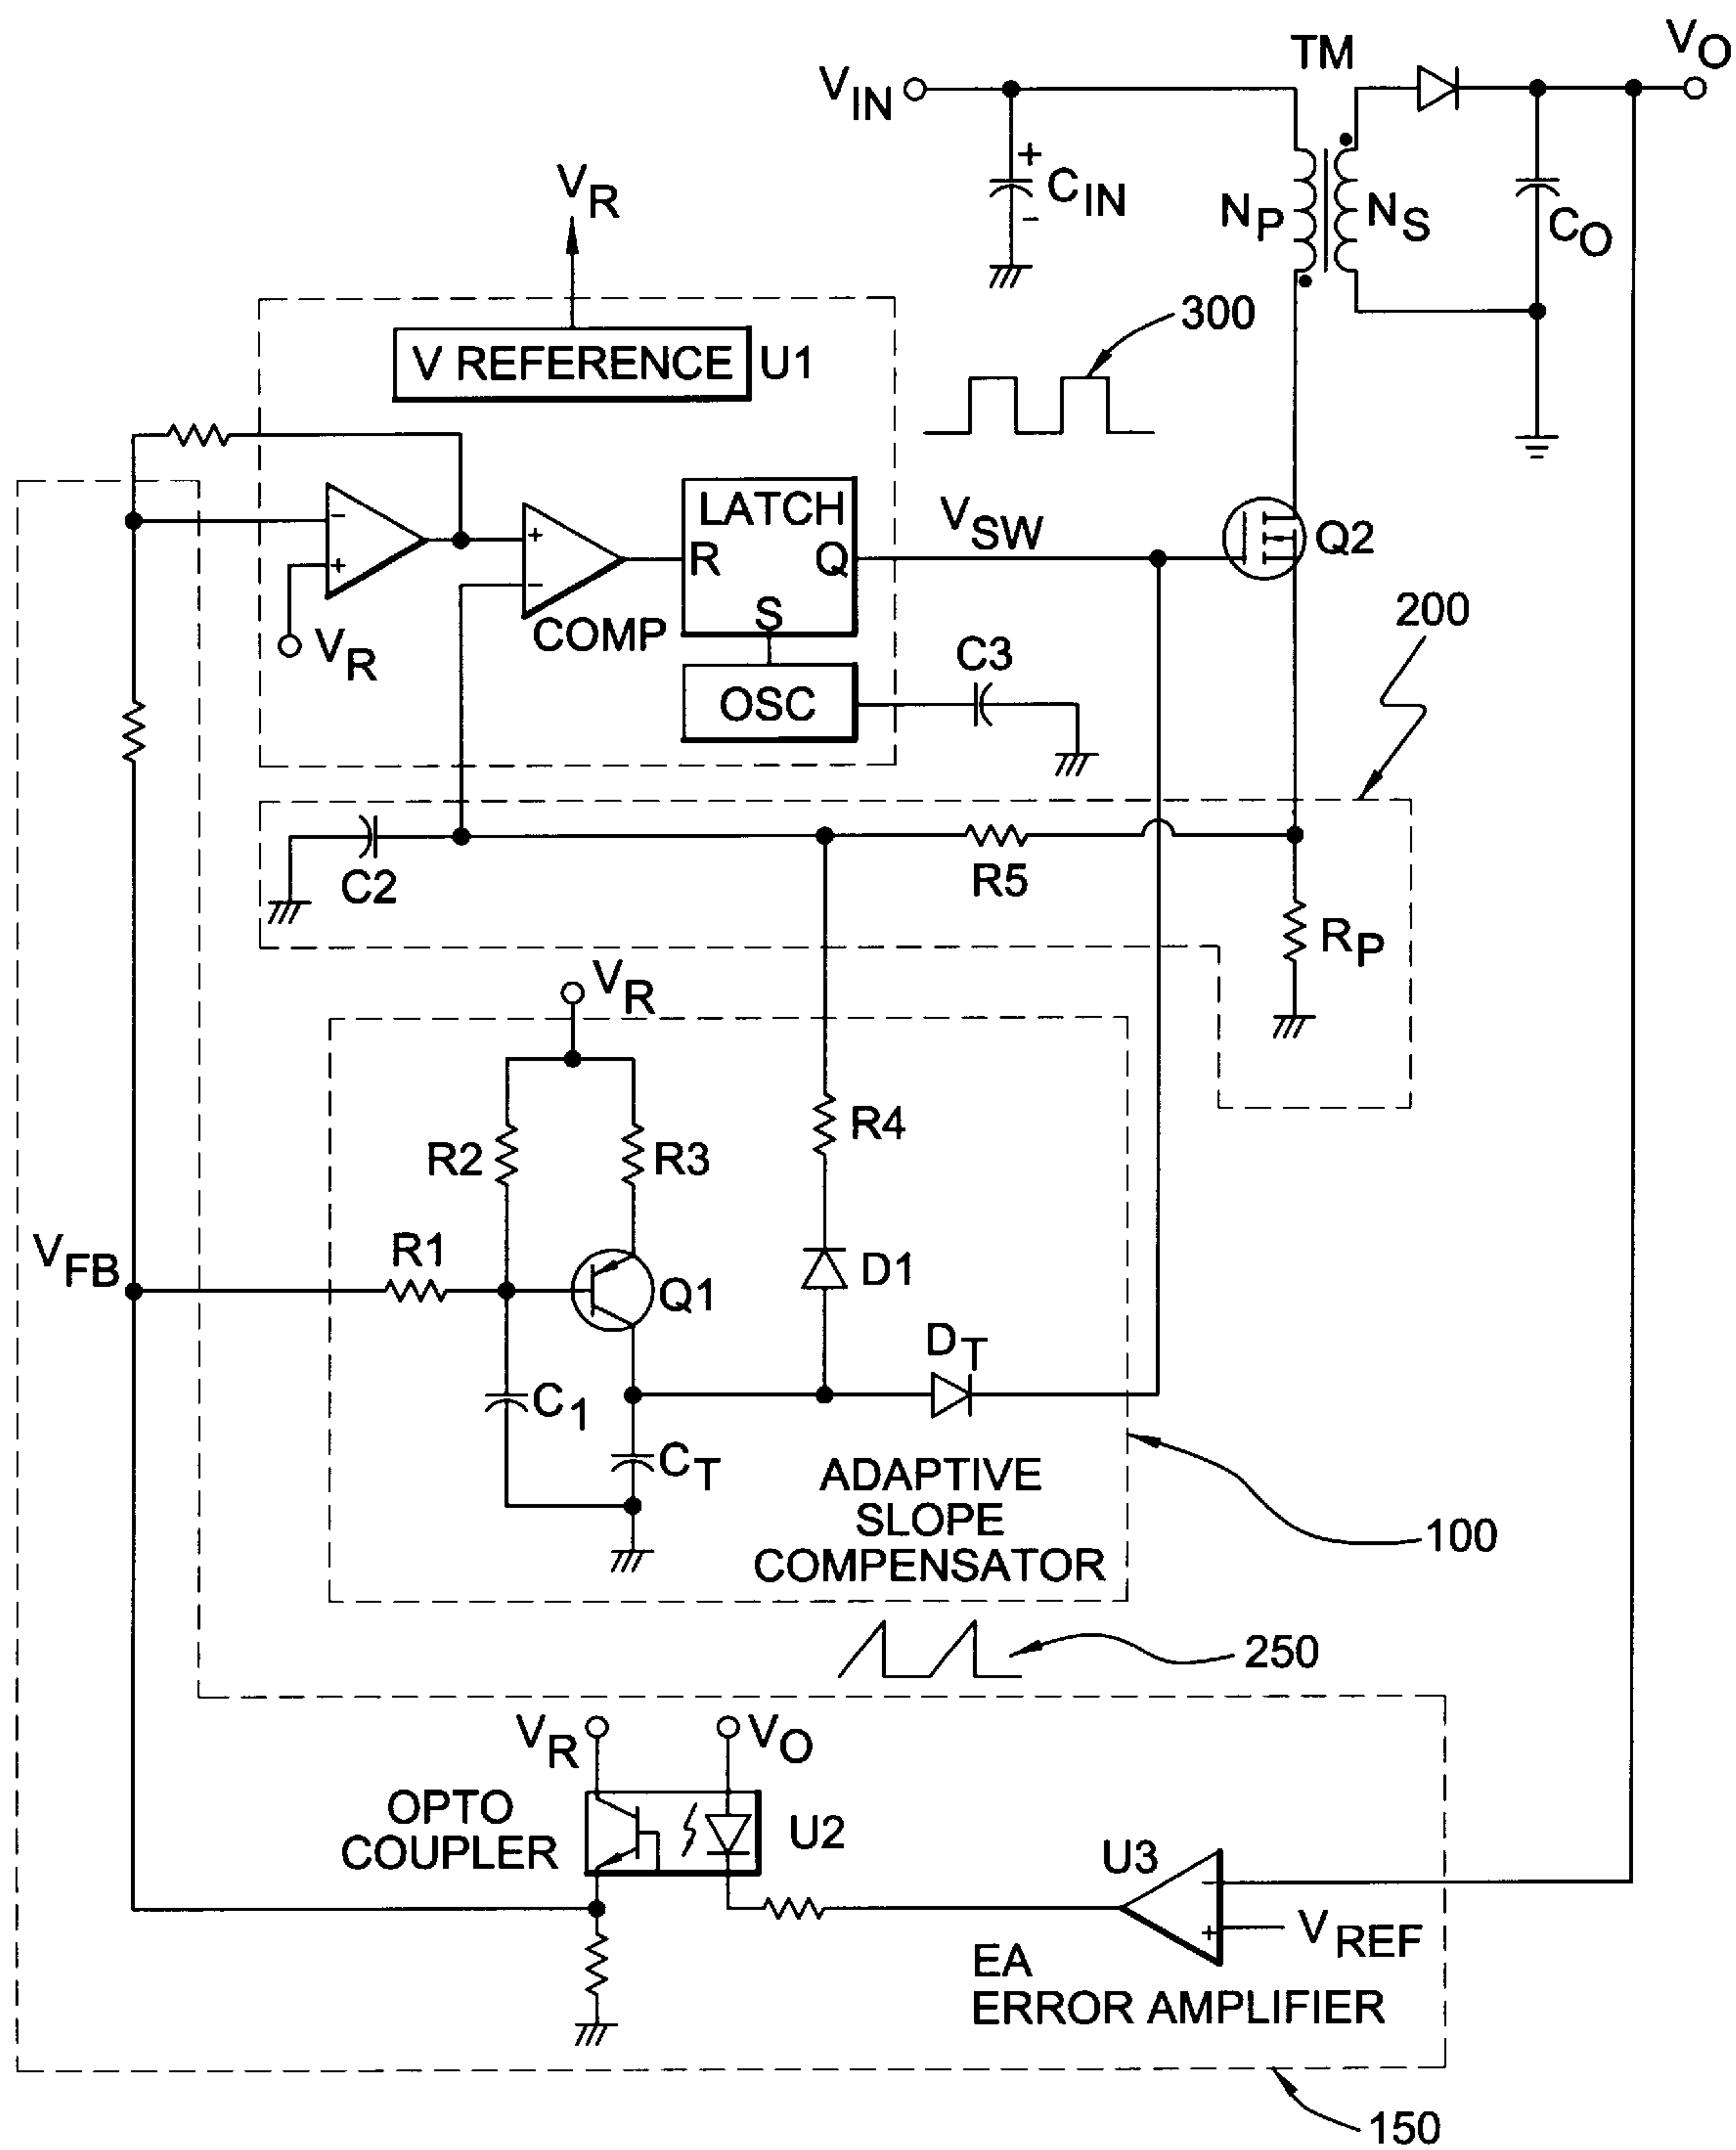 TM
VO
VIN
+
CIN
-
NP
NS
CO
VR
300
V REFERENCE
U1
LATCH
R
Q
S
VSW
Q2
-
+
+
-
COMP
VR
OSC
C3
200
C2
R5
RP
VR
R2
R3
R4
VFB
R1
Q1
D1
DT
C1
CT
ADAPTIVE
SLOPE
COMPENSATOR
100
250
VR
VO
OPTO
COUPLER
U2
U3
-
+
VREF
EA
ERROR AMPLIFIER
150